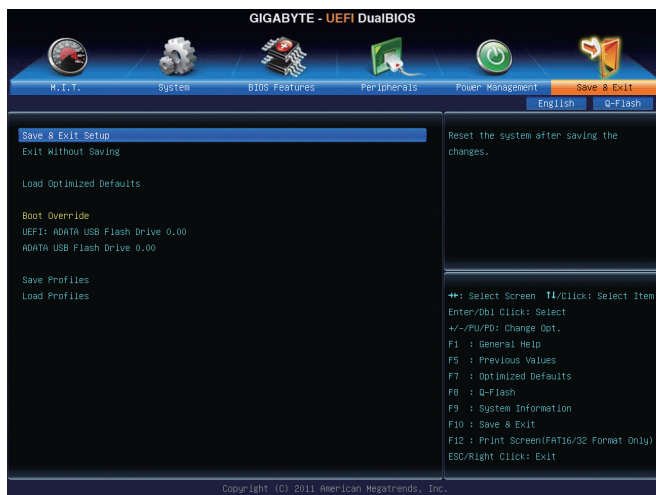 GIGABYTE - UEFI DualBIOS
M.I.T.
System
BIOS Features
Peripherals
Power Management
Save & Exit
English
Q-Flash
Save & Exit Setup
Exit Without Saving
Load Optimized Defaults
Boot Override
UEFI: ADATA USB Flash Drive 0.00
ADATA USB Flash Drive 0.00
Save Profiles
Load Profiles
Reset the system after saving the
changes.
→←: Select Screen ↑↓/Click: Select Item
Enter/Dbl Click: Select
+/-/PU/PD: Change Opt.
F1 : General Help
F5 : Previous Values
F7 : Optimized Defaults
F8 : Q-Flash
F9 : System Information
F10 : Save & Exit
F12 : Print Screen(FAT16/32 Format Only)
ESC/Right Click: Exit
Copyright (C) 2011 American Megatrends, Inc.